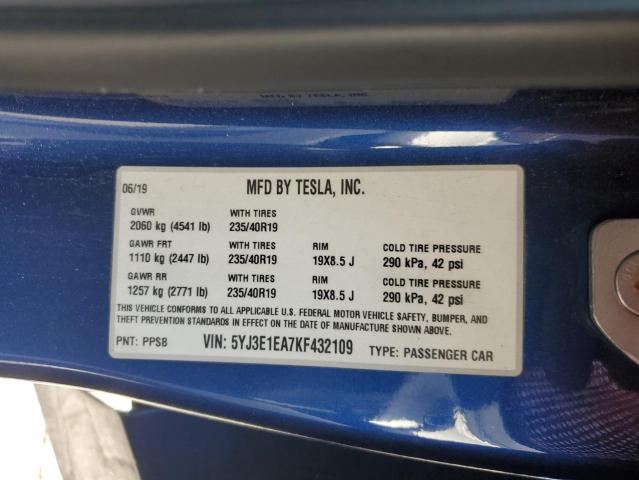 MFD BY TESLA, INC.
06/19 MFD BY TESLA, INC.
GVWR WITH TIRES
2060 kg (4541 lb) 235/40R19
GAWR FRT WITH TIRES RIM COLD TIRE PRESSURE
1110 kg (2447 lb) 235/40R19 19X8.5 J 290 kPa, 42 psi
GAWR RR WITH TIRES RIM COLD TIRE PRESSURE
1257 kg (2771 lb) 235/40R19 19X8.5 J 290 kPa, 42 psi
THIS VEHICLE CONFORMS TO ALL APPLICABLE U.S. FEDERAL MOTOR VEHICLE SAFETY, BUMPER, AND
THEFT PREVENTION STANDARDS IN EFFECT ON THE DATE OF MANUFACTURE SHOWN ABOVE.
PNT: PPSB VIN: 5YJ3E1EA7KF432109 TYPE: PASSENGER CAR